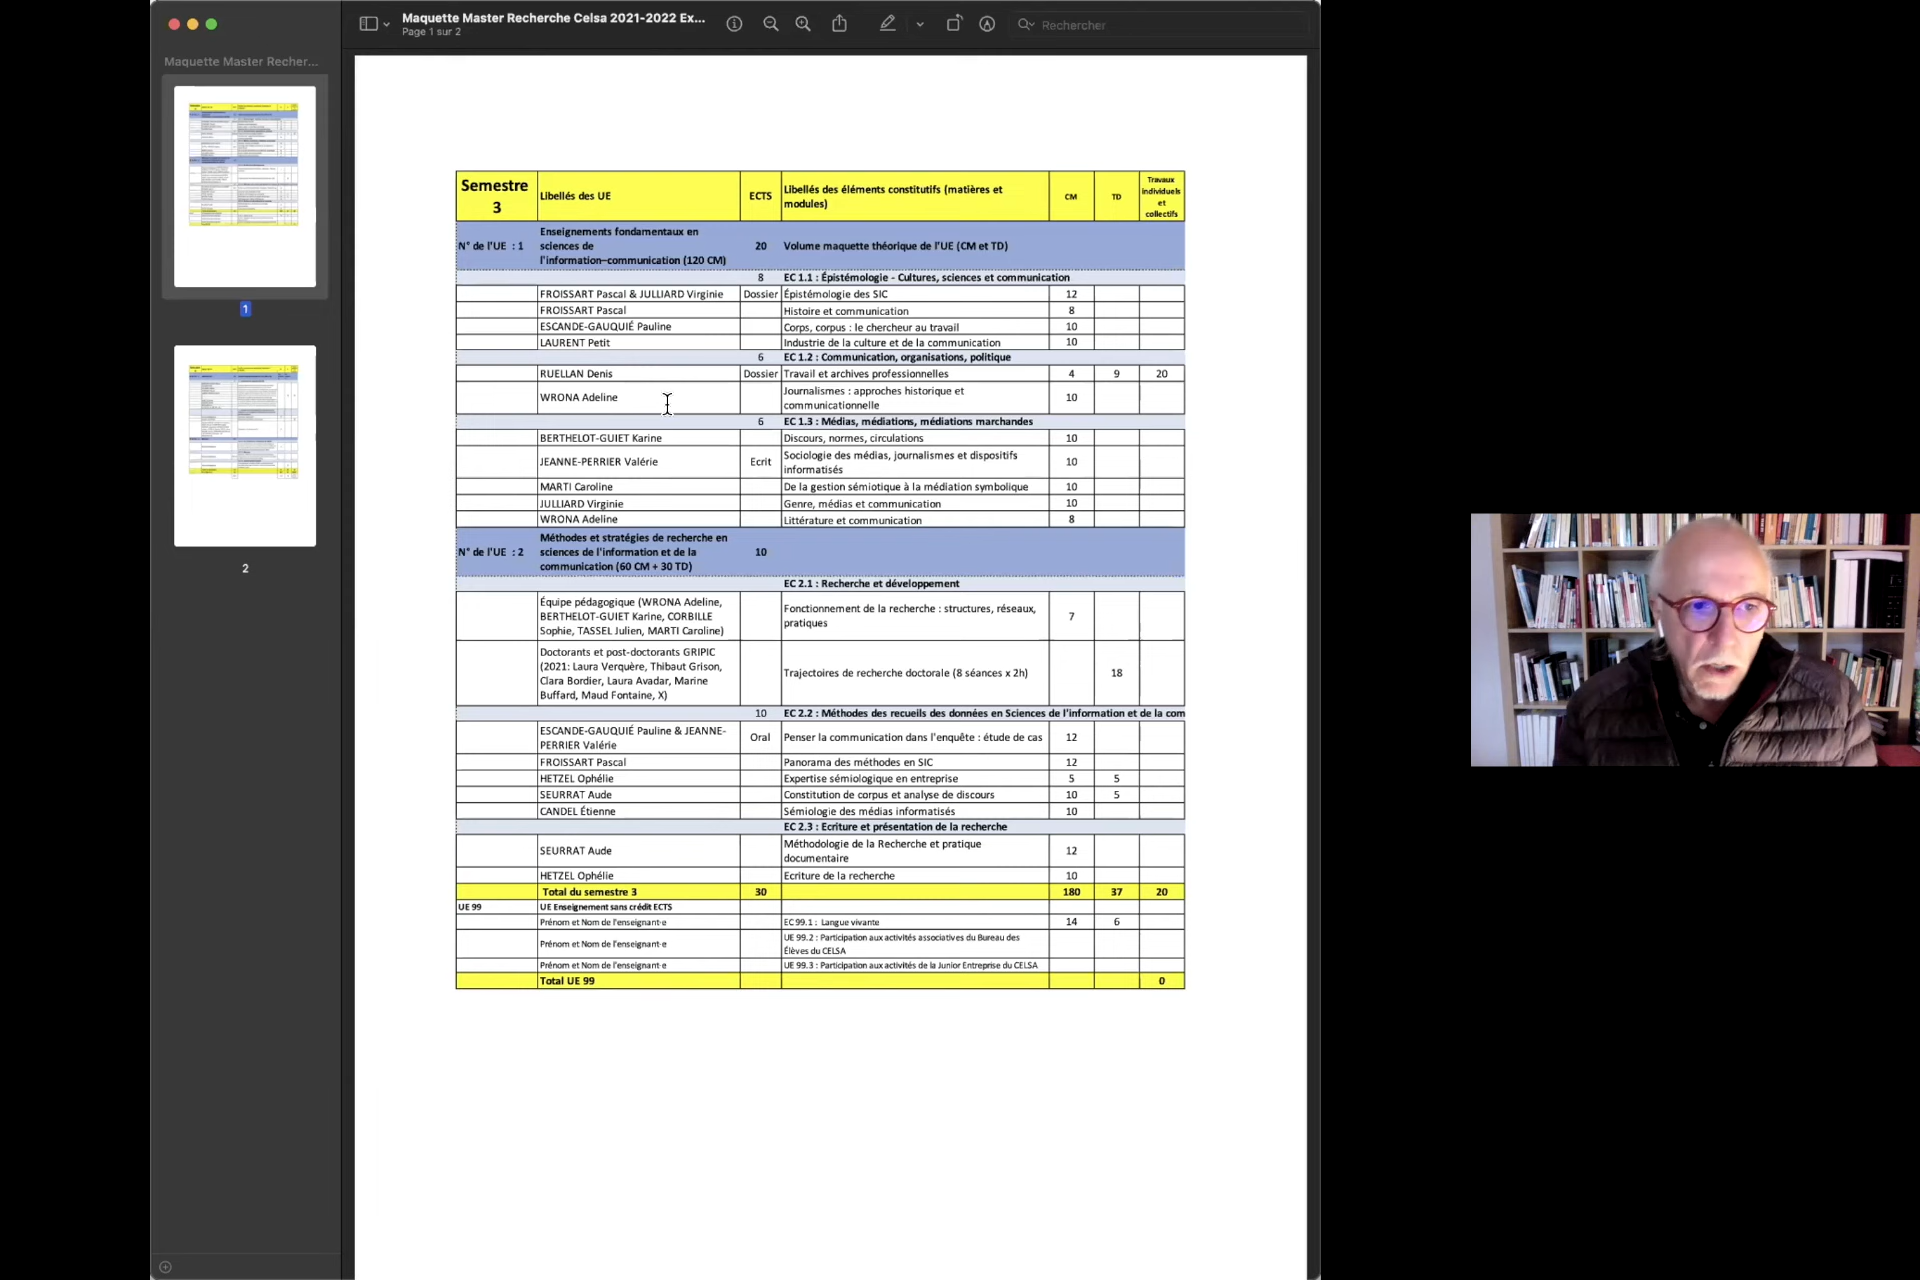 Maquette Master Recherche Celsa 2021-2022 Ex...
Page 1 sur 2
Rechercher
Maquette Master Recher...
1
2
Semestre 3 Libellés des UE ECTS Libellés des éléments constitutifs (matières et modules) CM TD Travaux individuels et collectifs
N° de l'UE : 1 Enseignements fondamentaux en sciences de l'information–communication (120 CM) 20 Volume maquette théorique de l'UE (CM et TD)
8 EC 1.1 : Épistémologie - Cultures, sciences et communication
FROISSART Pascal & JULLIARD Virginie Dossier Épistémologie des SIC 12
FROISSART Pascal Histoire et communication 8
ESCANDE-GAUQUIÉ Pauline Corps, corpus : le chercheur au travail 10
LAURENT Petit Industrie de la culture et de la communication 10
6 EC 1.2 : Communication, organisations, politique
RUELLAN Denis Dossier Travail et archives professionnelles 4 9 20
WRONA Adeline Journalismes : approches historique et communicationnelle 10
6 EC 1.3 : Médias, médiations, médiations marchandes
BERTHELOT-GUIET Karine Discours, normes, circulations 10
JEANNE-PERRIER Valérie Ecrit Sociologie des médias, journalismes et dispositifs informatisés 10
MARTI Caroline De la gestion sémiotique à la médiation symbolique 10
JULLIARD Virginie Genre, médias et communication 10
WRONA Adeline Littérature et communication 8
N° de l'UE : 2 Méthodes et stratégies de recherche en sciences de l'information et de la communication (60 CM + 30 TD) 10
EC 2.1 : Recherche et développement
Équipe pédagogique (WRONA Adeline, BERTHELOT-GUIET Karine, CORBILLE Sophie, TASSEL Julien, MARTI Caroline) Fonctionnement de la recherche : structures, réseaux, pratiques 7
Doctorants et post-doctorants GRIPIC (2021: Laura Verquère, Thibaut Grison, Clara Bordier, Laura Avadar, Marine Buffard, Maud Fontaine, X) Trajectoires de recherche doctorale (8 séances x 2h) 18
10 EC 2.2 : Méthodes des recueils des données en Sciences de l'information et de la com
ESCANDE-GAUQUIÉ Pauline & JEANNE-PERRIER Valérie Oral Penser la communication dans l'enquête : étude de cas 12
FROISSART Pascal Panorama des méthodes en SIC 12
HETZEL Ophélie Expertise sémiologique en entreprise 5 5
SEURRAT Aude Constitution de corpus et analyse de discours 10 5
CANDEL Étienne Sémiologie des médias informatisés 10
EC 2.3 : Ecriture et présentation de la recherche
SEURRAT Aude Méthodologie de la Recherche et pratique documentaire 12
HETZEL Ophélie Ecriture de la recherche 10
Total du semestre 3 30 180 37 20
UE 99 UE Enseignement sans crédit ECTS
Prénom et Nom de l'enseignant·e EC 99.1 : Langue vivante 14 6
Prénom et Nom de l'enseignant·e UE 99.2 : Participation aux activités associatives du Bureau des Élèves du CELSA
Prénom et Nom de l'enseignant·e UE 99.3 : Participation aux activités de la Junior Entreprise du CELSA
Total UE 99 0